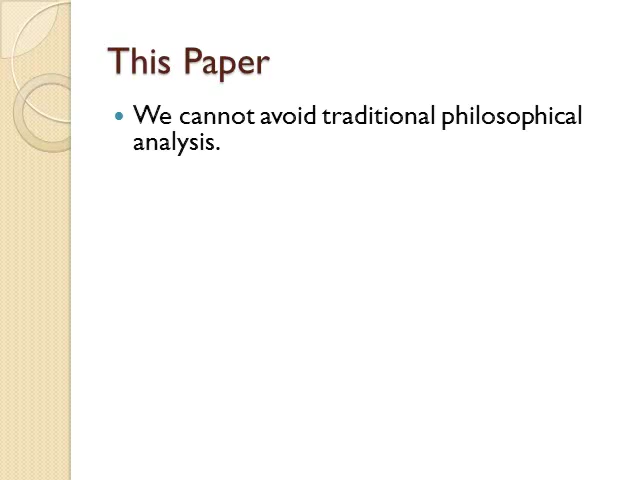 This Paper
• We cannot avoid traditional philosophical
analysis.